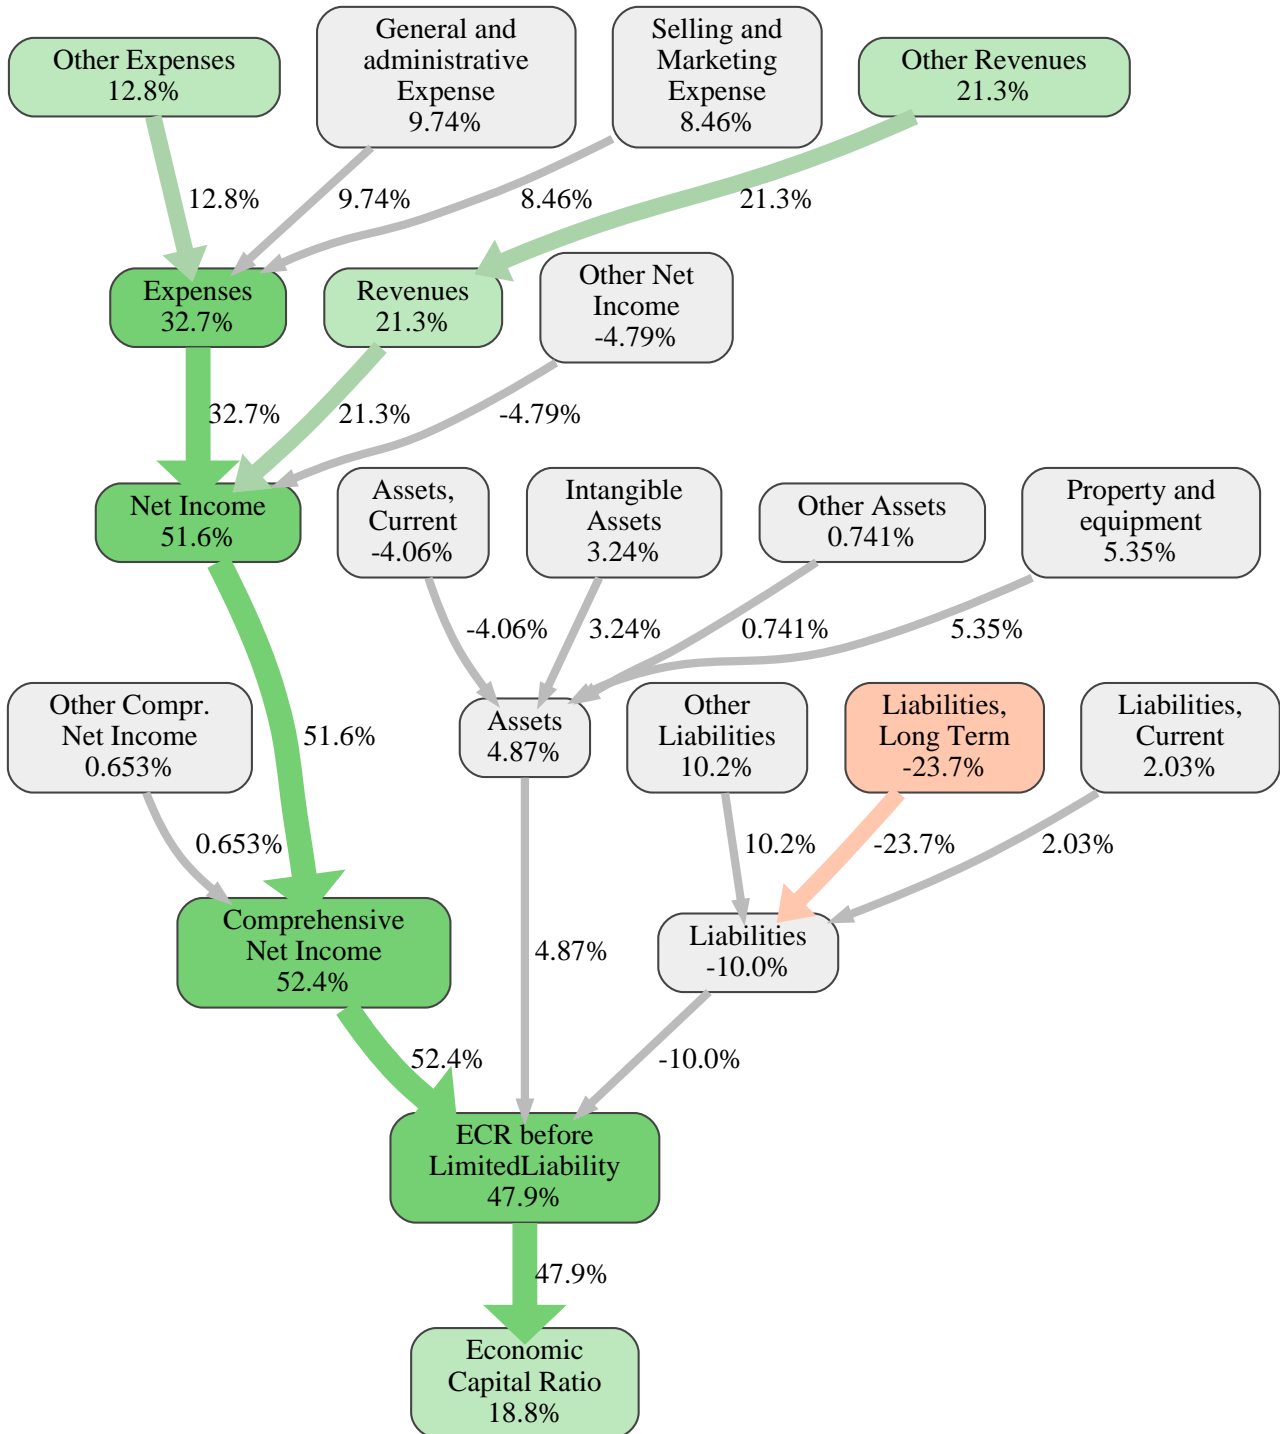 Other Expenses
12.8%
General and
administrative
Expense
9.74%
Selling and
Marketing
Expense
8.46%
Other Revenues
21.3%
12.8%
9.74%
8.46%
21.3%
Expenses
32.7%
Revenues
21.3%
Other Net
Income
-4.79%
32.7%
21.3%
-4.79%
Net Income
51.6%
Assets,
Current
-4.06%
Intangible
Assets
3.24%
Other Assets
0.741%
Property and
equipment
5.35%
-4.06%
3.24%
0.741%
5.35%
Other Compr.
Net Income
0.653%
51.6%
Assets
4.87%
Other
Liabilities
10.2%
Liabilities,
Long Term
-23.7%
Liabilities,
Current
2.03%
0.653%
10.2%
-23.7%
2.03%
Comprehensive
Net Income
52.4%
4.87%
Liabilities
-10.0%
52.4%
-10.0%
ECR before
LimitedLiability
47.9%
47.9%
Economic
Capital Ratio
18.8%